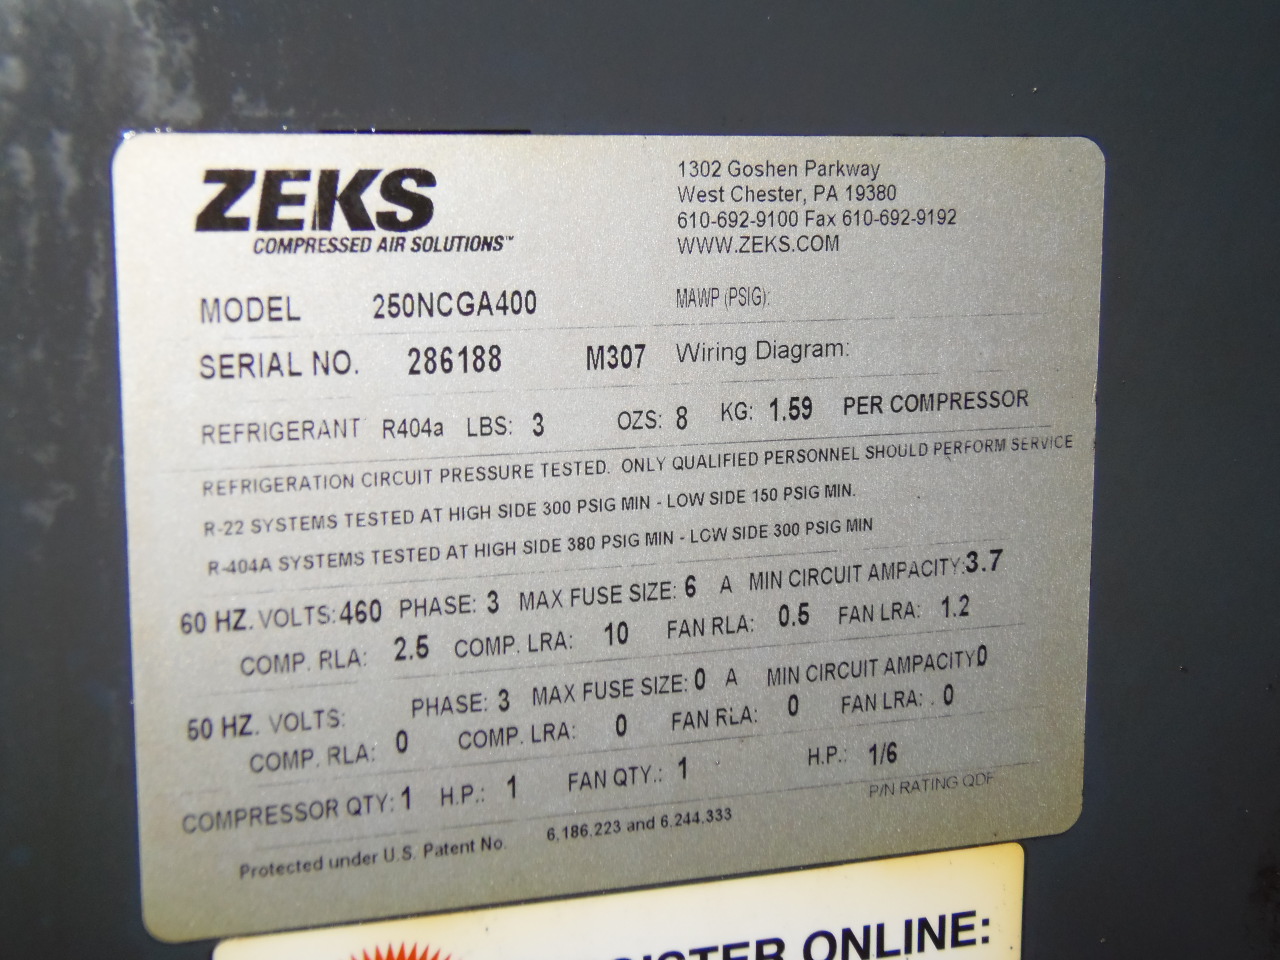 ZEKS
COMPRESSED AIR SOLUTIONS™
1302 Goshen Parkway
West Chester, PA 19380
610-692-9100 Fax 610-692-9192
WWW.ZEKS.COM
MODEL 250NCGA400 MAWP (PSIG):
SERIAL NO. 286188 M307 Wiring Diagram:
REFRIGERANT R404a LBS: 3 OZS: 8 KG: 1.59 PER COMPRESSOR
REFRIGERATION CIRCUIT PRESSURE TESTED. ONLY QUALIFIED PERSONNEL SHOULD PERFORM SERVICE
R-22 SYSTEMS TESTED AT HIGH SIDE 300 PSIG MIN - LOW SIDE 150 PSIG MIN.
R-404A SYSTEMS TESTED AT HIGH SIDE 380 PSIG MIN - LOW SIDE 300 PSIG MIN
60 HZ. VOLTS: 460 PHASE: 3 MAX FUSE SIZE: 6 A MIN CIRCUIT AMPACITY: 3.7
COMP. RLA: 2.5 COMP. LRA: 10 FAN RLA: 0.5 FAN LRA: 1.2
50 HZ. VOLTS: PHASE: 3 MAX FUSE SIZE: 0 A MIN CIRCUIT AMPACITY 0
COMP. RLA: 0 COMP. LRA: 0 FAN RLA: 0 FAN LRA: 0
COMPRESSOR QTY: 1 H.P.: 1 FAN QTY.: 1 H.P.: 1/6
P/N RATING QDF
Protected under U.S. Patent No. 6,186,223 and 6,244,333
ONLINE: